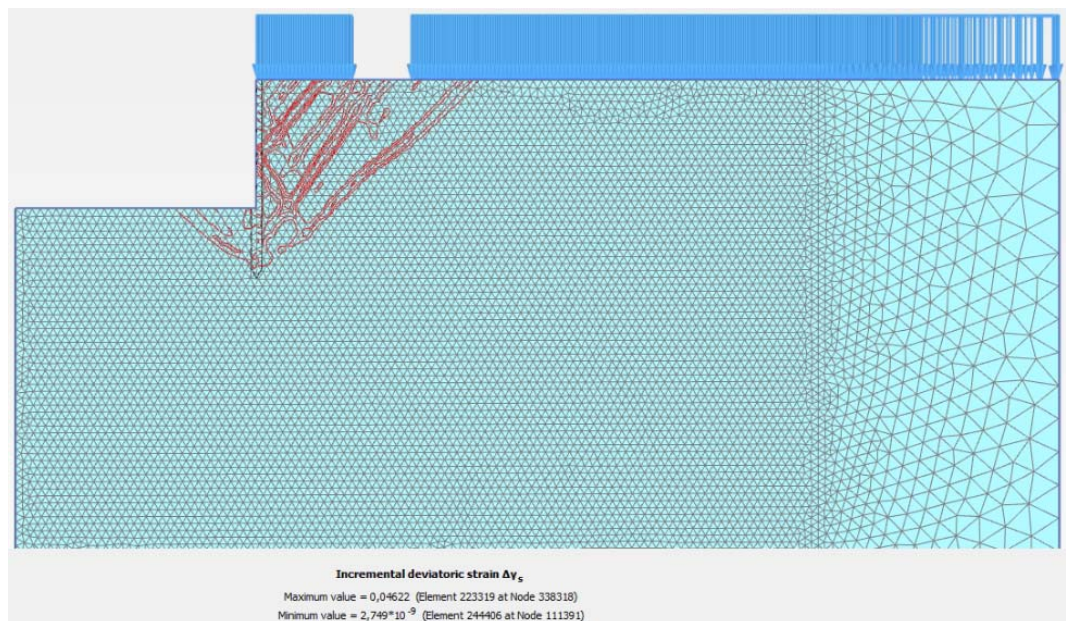 Incremental deviatoric strain Δγₛ
Maximum value = 0,04622 (Element 223319 at Node 338318)
Minimum value = 2,749*10⁻⁹ (Element 244406 at Node 111391)